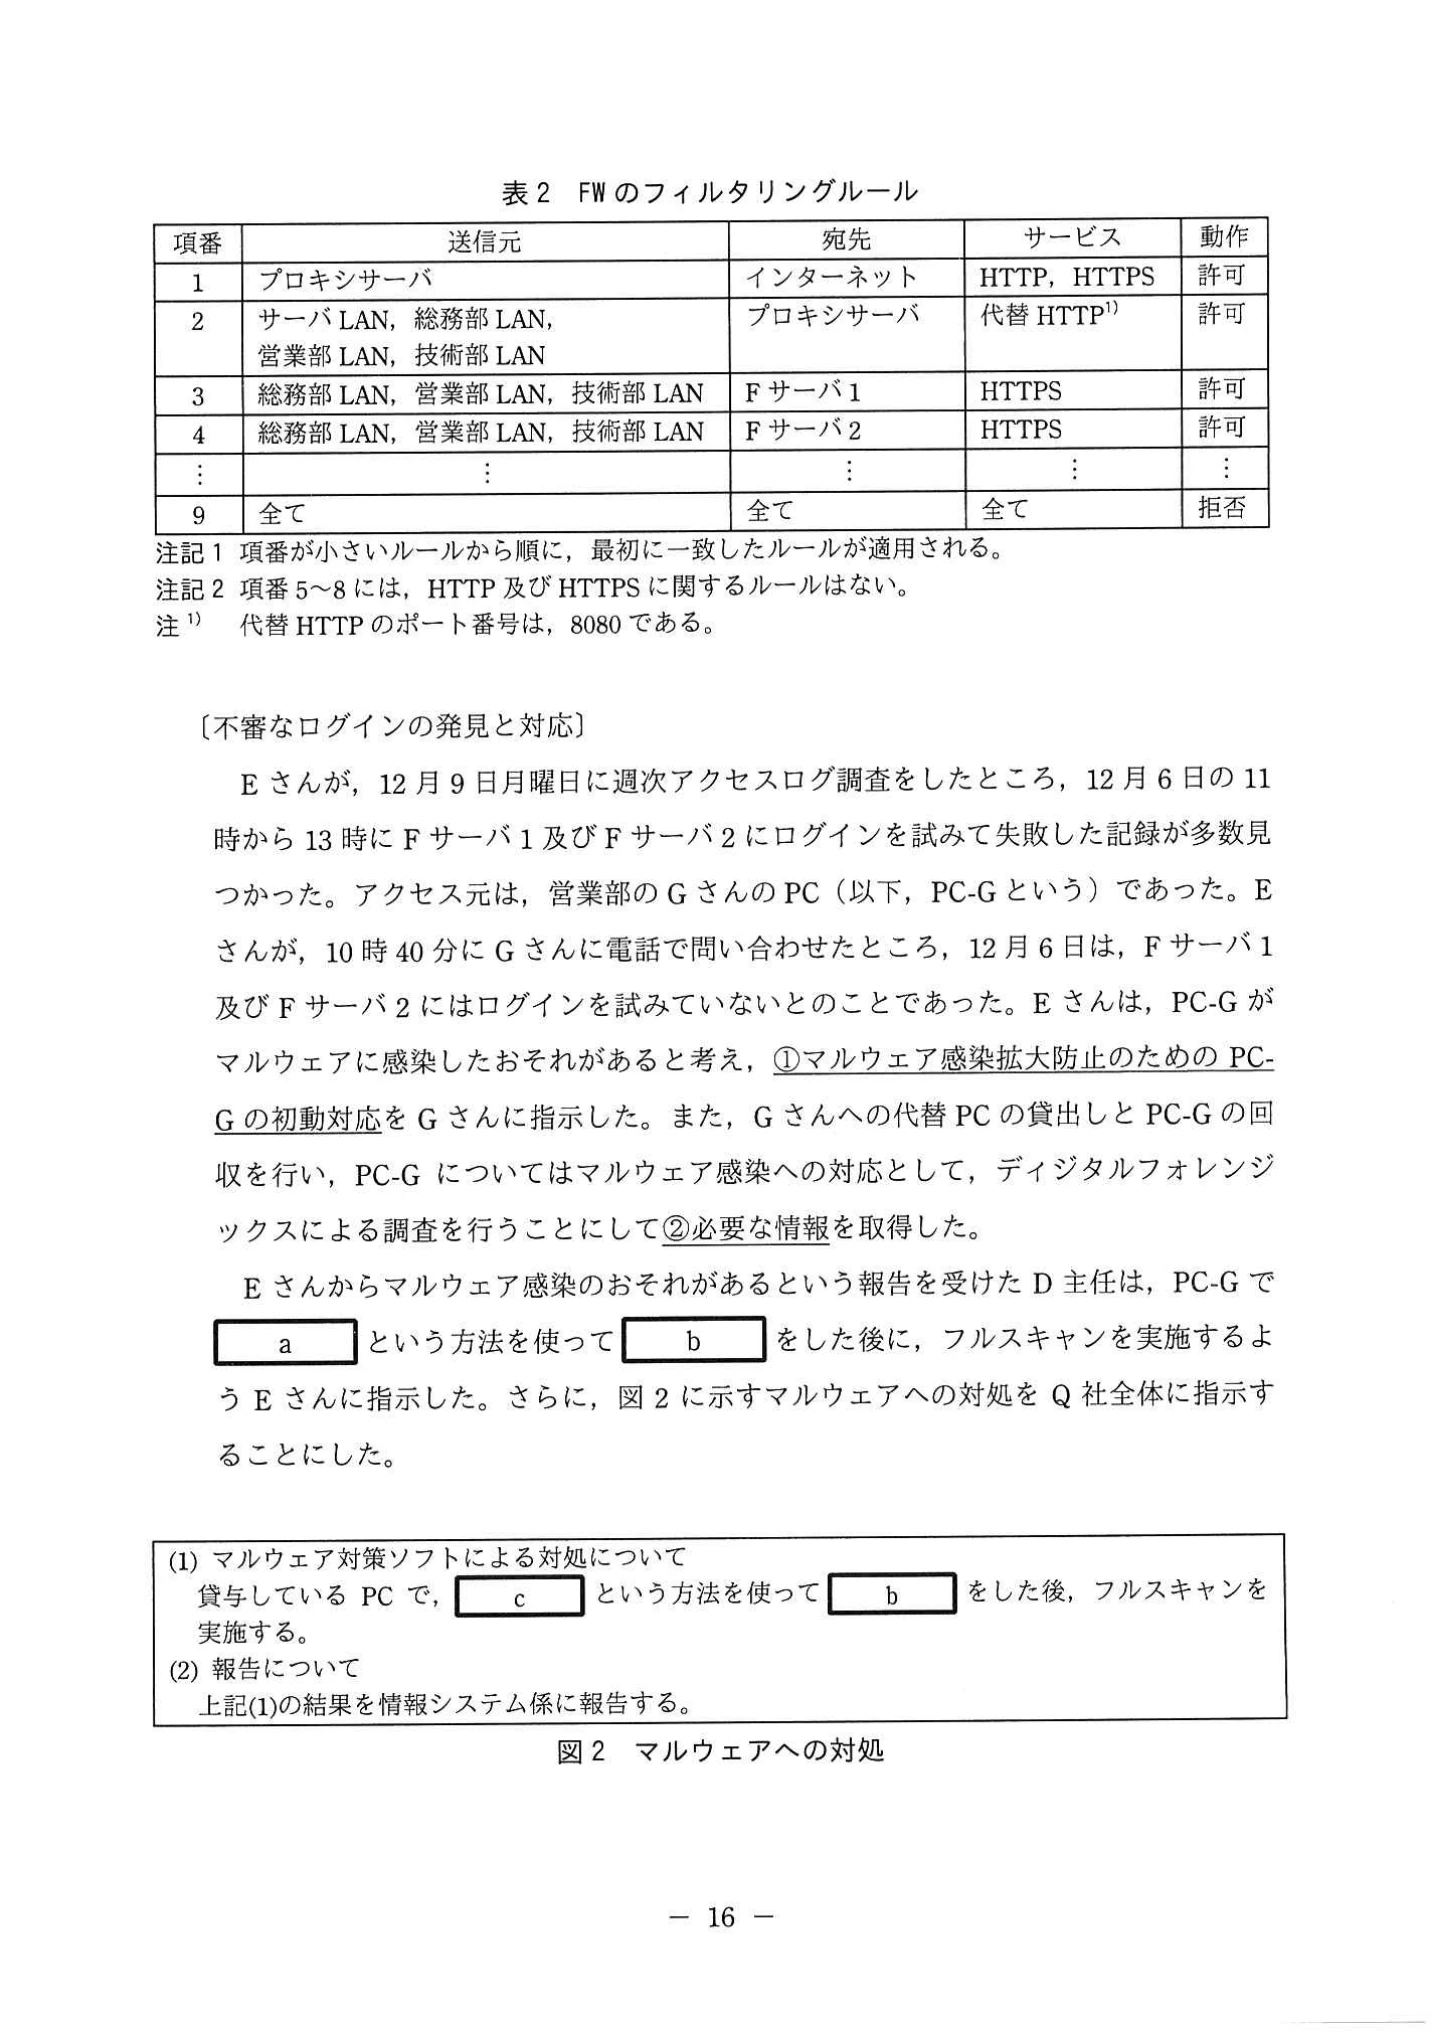 表2 FWのフィルタリングルール
項番 送信元 宛先 サービス 動作
1 プロキシサーバ インターネット HTTP，HTTPS 許可
2 サーバLAN，総務部LAN， プロキシサーバ 代替HTTP1) 許可
営業部LAN，技術部LAN
3 総務部LAN，営業部LAN，技術部LAN Fサーバ1 HTTPS 許可
4 総務部LAN，営業部LAN，技術部LAN Fサーバ2 HTTPS 許可
⋮ ⋮ ⋮ ⋮ ⋮
9 全て 全て 全て 拒否
注記1 項番が小さいルールから順に，最初に一致したルールが適用される。
注記2 項番5～8には，HTTP及びHTTPSに関するルールはない。
注1) 代替HTTPのポート番号は，8080である。
〔不審なログインの発見と対応〕
Eさんが，12月9日月曜日に週次アクセスログ調査をしたところ，12月6日の11
時から13時にFサーバ1及びFサーバ2にログインを試みて失敗した記録が多数見
つかった。アクセス元は，営業部のGさんのPC（以下，PC-Gという）であった。E
さんが，10時40分にGさんに電話で問い合わせたところ，12月6日は，Fサーバ1
及びFサーバ2にはログインを試みていないとのことであった。Eさんは，PC-Gが
マルウェアに感染したおそれがあると考え，①マルウェア感染拡大防止のためのPC-
Gの初動対応をGさんに指示した。また，Gさんへの代替PCの貸出しとPC-Gの回
収を行い，PC-Gについてはマルウェア感染への対応として，ディジタルフォレンジ
ックスによる調査を行うことにして②必要な情報を取得した。
Eさんからマルウェア感染のおそれがあるという報告を受けたD主任は，PC-Gで
a という方法を使って b をした後に，フルスキャンを実施するよ
うEさんに指示した。さらに，図2に示すマルウェアへの対処をQ社全体に指示す
ることにした。
(1) マルウェア対策ソフトによる対処について
貸与しているPCで， c という方法を使って b をした後，フルスキャンを
実施する。
(2) 報告について
上記(1)の結果を情報システム係に報告する。
図2 マルウェアへの対処
－ 16 －